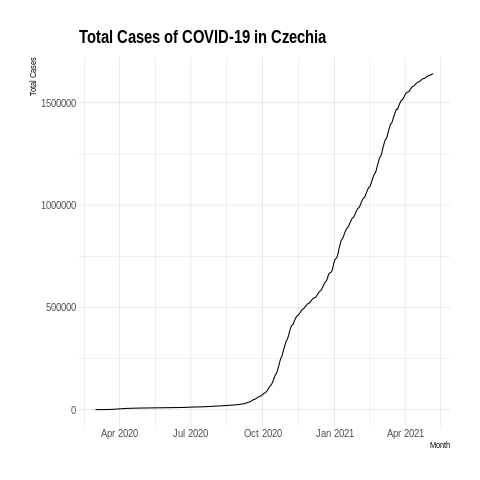 Total Cases of COVID-19 in Czechia
Total Cases
1500000
1000000
500000
0
Apr 2020 Jul 2020 Oct 2020 Jan 2021 Apr 2021
Month